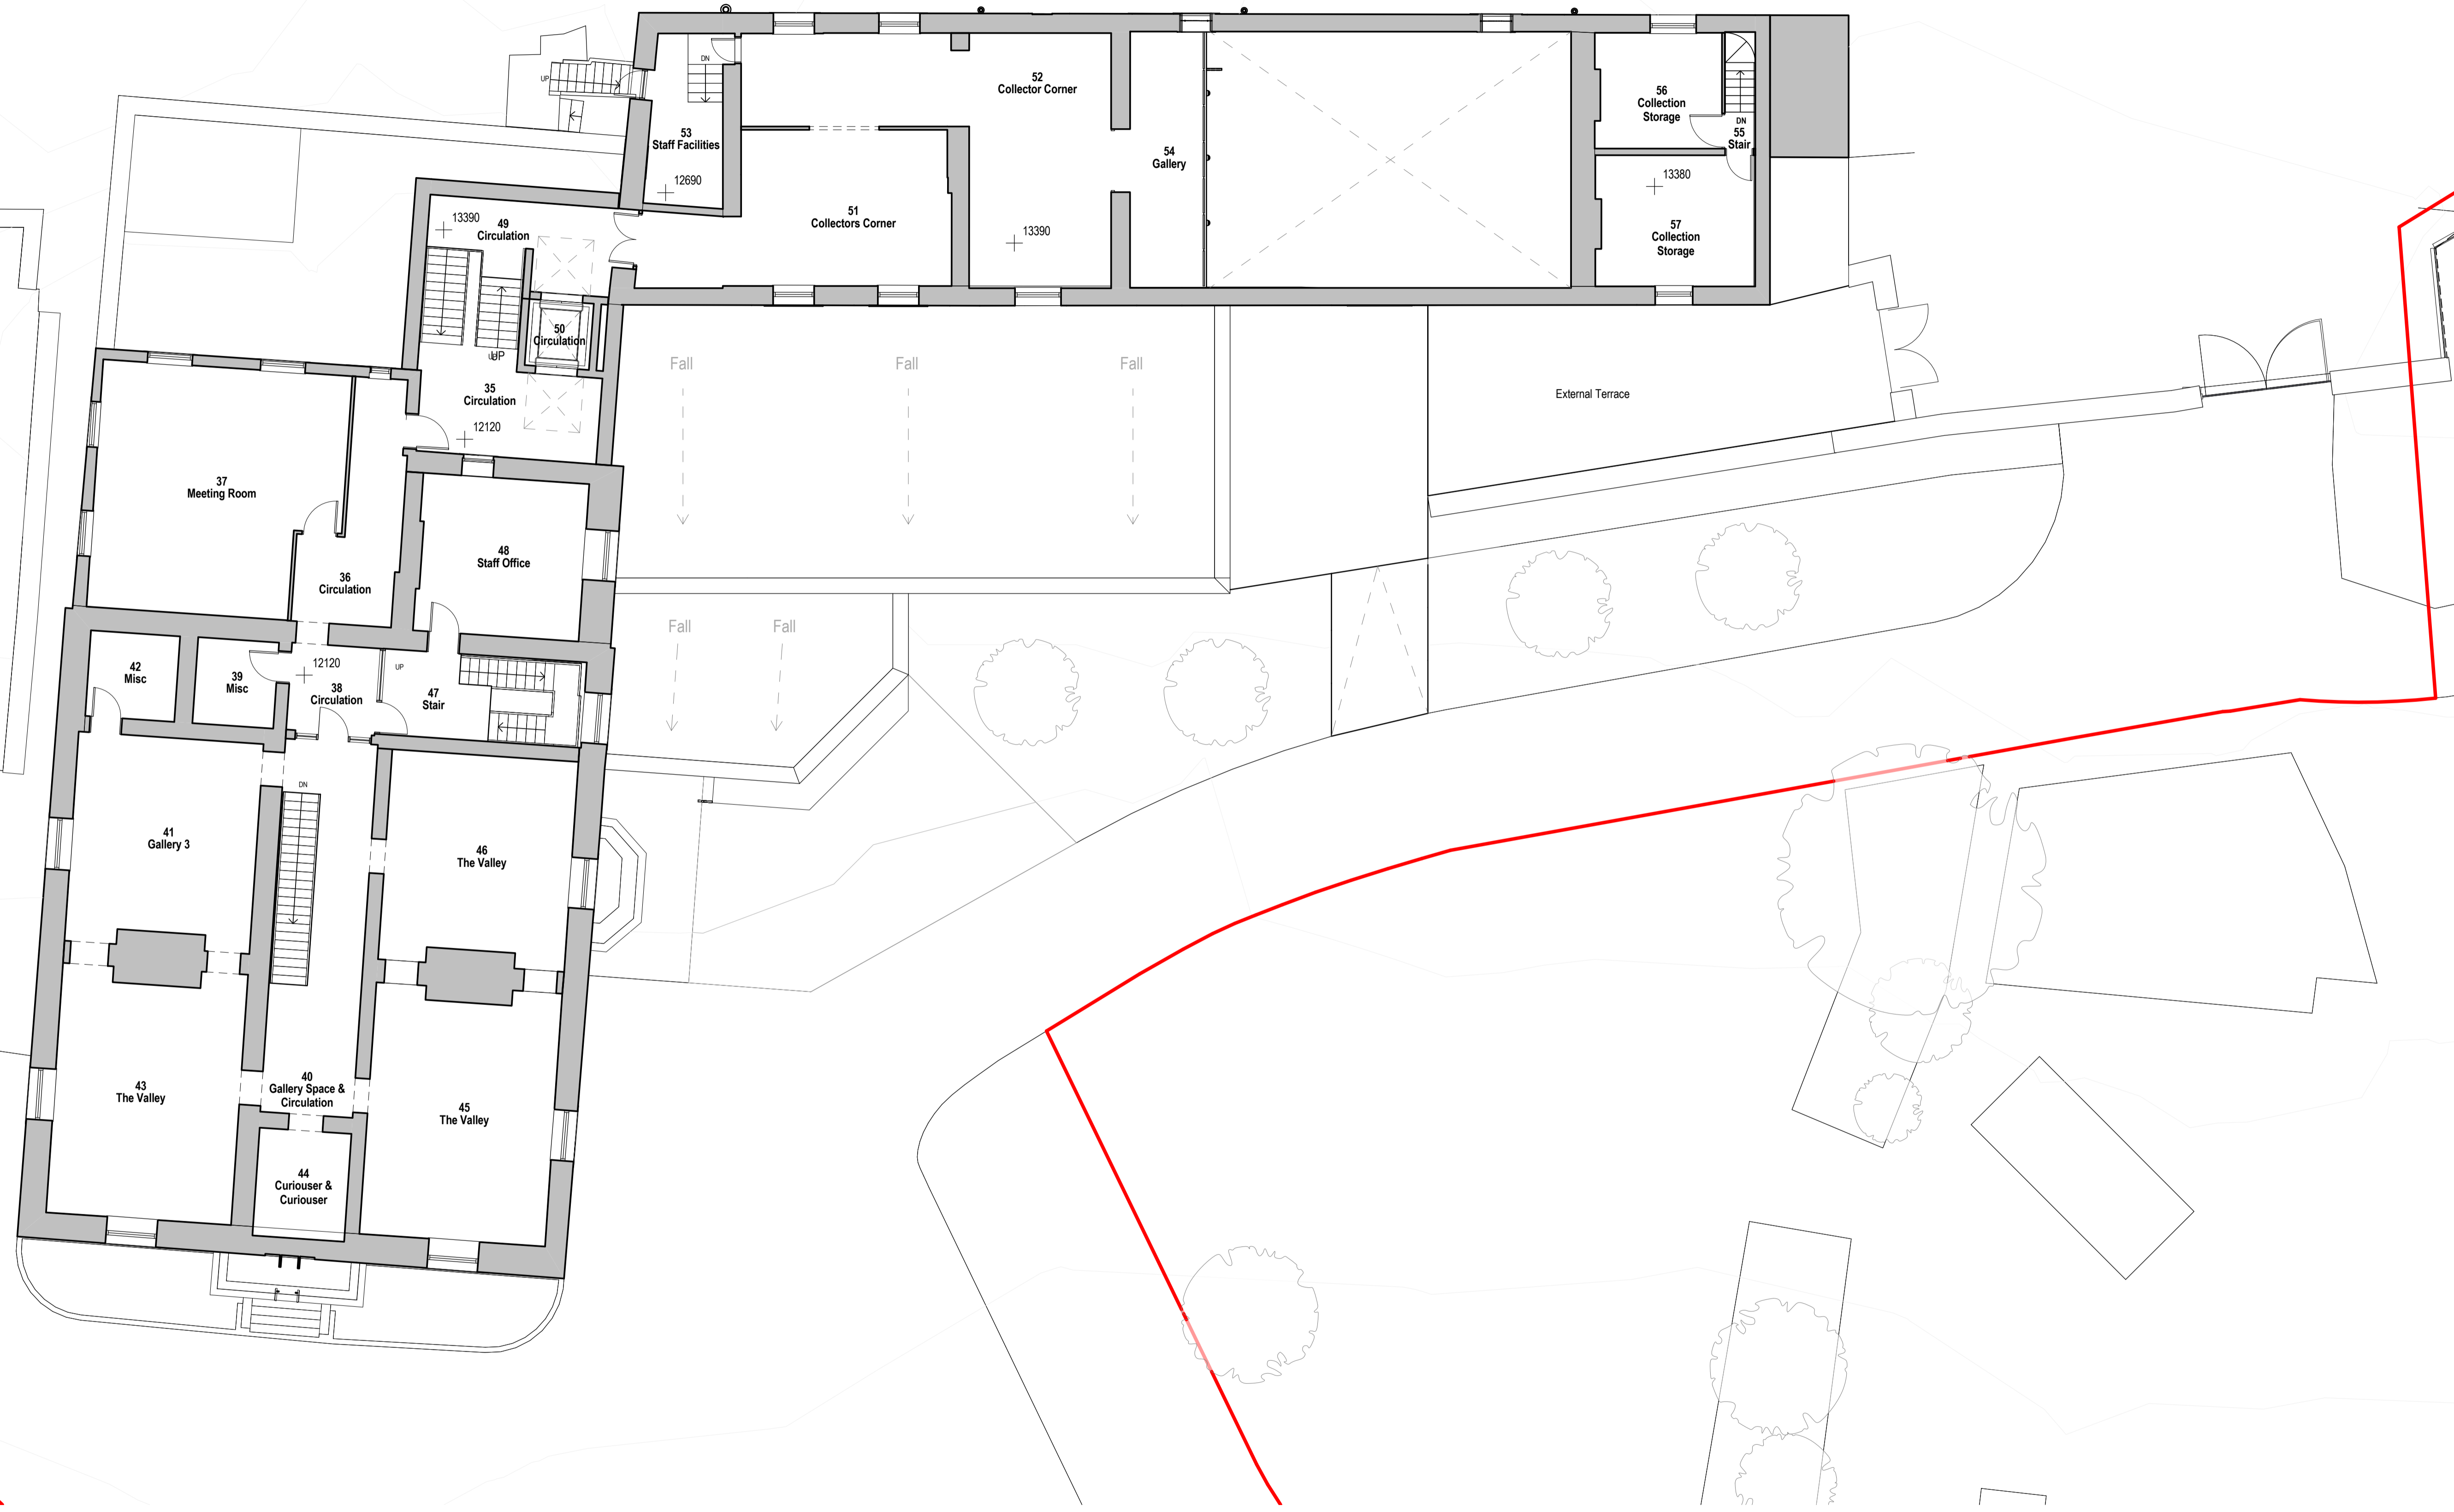 DN
UP
52
Collector Corner
56
Collection
Storage
DN
55
Stair
53
Staff Facilities
54
Gallery
12690
13380
13390
49
Circulation
51
Collectors Corner
13390
57
Collection
Storage
50
Circulation
UP
UP
Fall
Fall
Fall
35
Circulation
External Terrace
12120
37
Meeting Room
48
Staff Office
36
Circulation
Fall
Fall
42
Misc
39
Misc
12120
38
Circulation
UP
47
Stair
DN
41
Gallery 3
46
The Valley
43
The Valley
40
Gallery Space &
Circulation
45
The Valley
44
Curiouser &
Curiouser